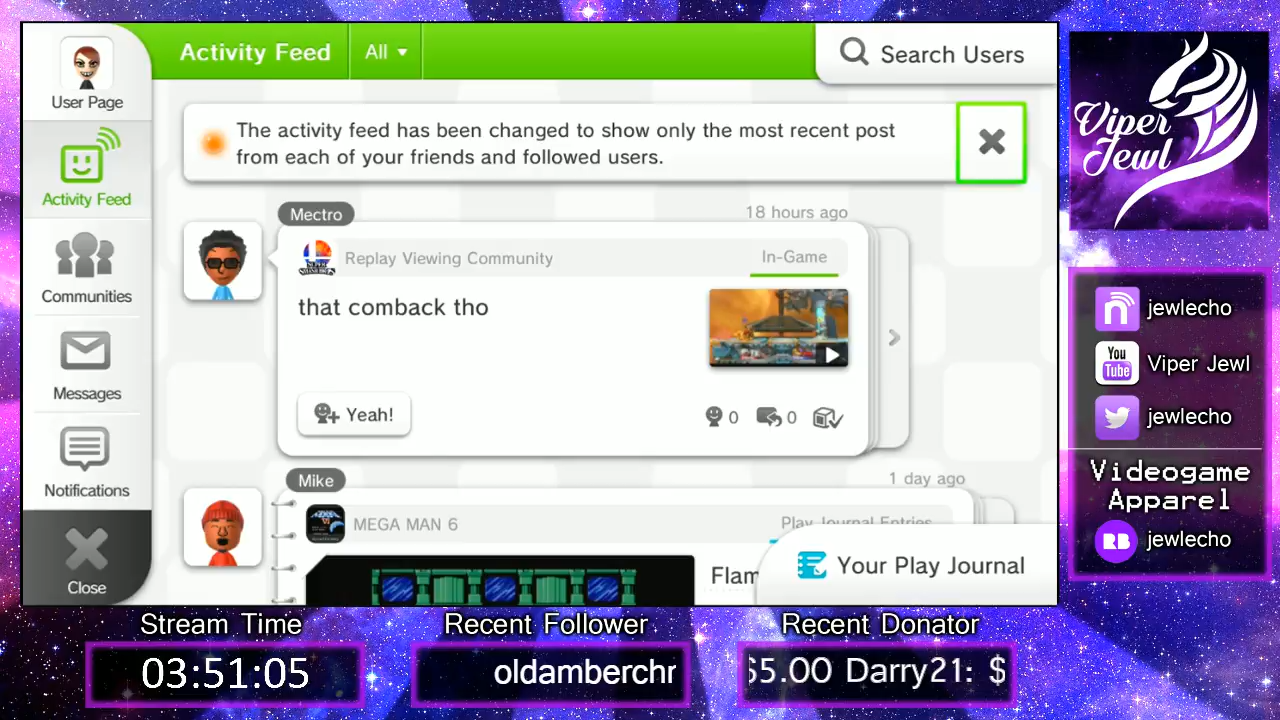 User Page
Activity Feed
Communities
Messages
Notifications
Close
Activity Feed
All
Search Users
The activity feed has been changed to show only the most recent post
from each of your friends and followed users.
Mectro
18 hours ago
Replay Viewing Community
In-Game
that comback tho
Yeah!
0
0
Mike
1 day ago
MEGA MAN 6
Play Journal Entries
Flam
Your Play Journal
Viper
Jewl
jewlecho
You
Tube
Viper Jewl
jewlecho
Videogame
Apparel
RB
jewlecho
Stream Time
03:51:05
Recent Follower
oldamberchr
Recent Donator
$5.00 Darry21: $